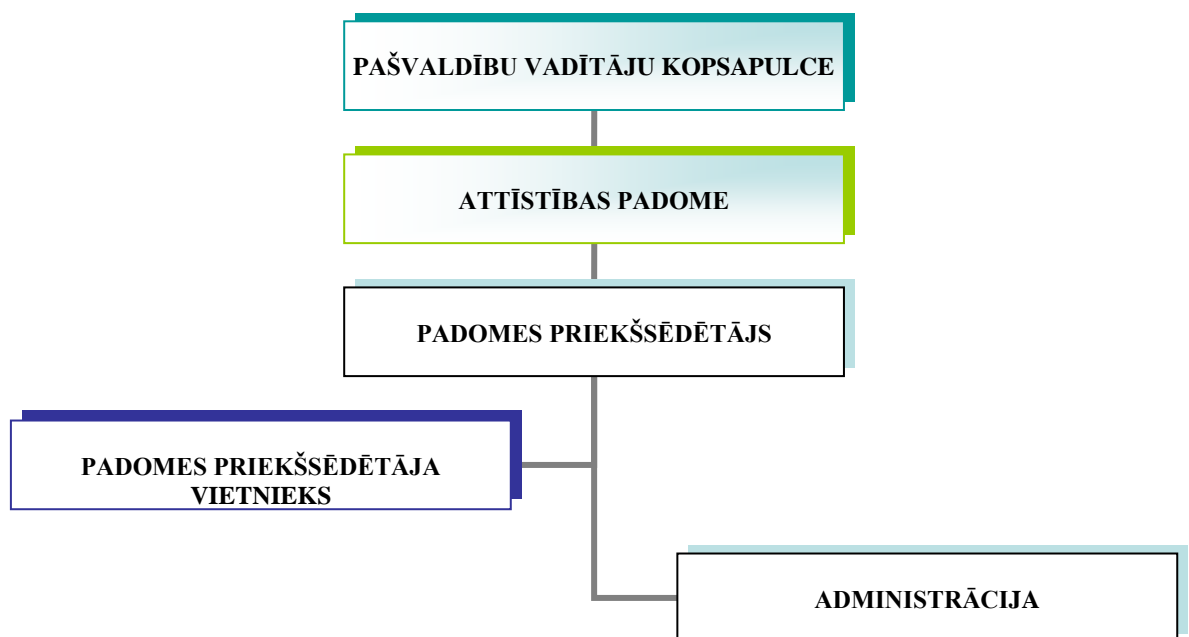 PAŠVALDĪBU VADĪTĀJU KOPSAPULCE
ATTĪSTĪBAS PADOME
PADOMES PRIEKŠSĒDĒTĀJS
PADOMES PRIEKŠSĒDĒTĀJA
VIETNIEKS
ADMINISTRĀCIJA